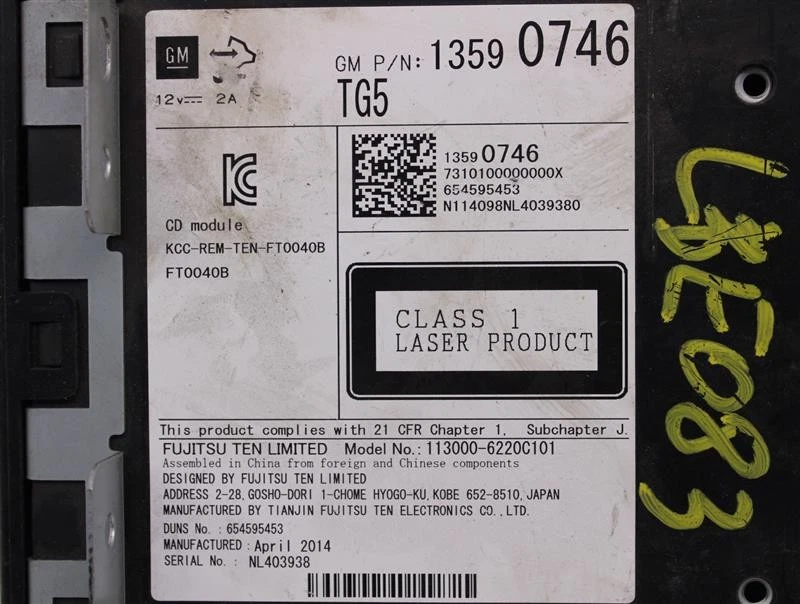 GM
GM P/N: 1359 0746
12V 2A
TG5
1359 0746
7310100000000X
654595453
N114098NL4039380
KC
CD module
KCC-REM-TEN-FT0040B
FT0040B
CLASS 1
LASER PRODUCT
This product complies with 21 CFR Chapter 1, Subchapter J.
FUJITSU TEN LIMITED Model No.: 113000-6220C101
Assembled in China from foreign and Chinese components
DESIGNED BY FUJITSU TEN LIMITED
ADDRESS 2-28, GOSHO-DORI 1-CHOME HYOGO-KU, KOBE 652-8510, JAPAN
MANUFACTURED BY TIANJIN FUJITSU TEN ELECTRONICS CO., LTD.
DUNS No. : 654595453
MANUFACTURED: April 2014
SERIAL No. : NL403938
LBE083